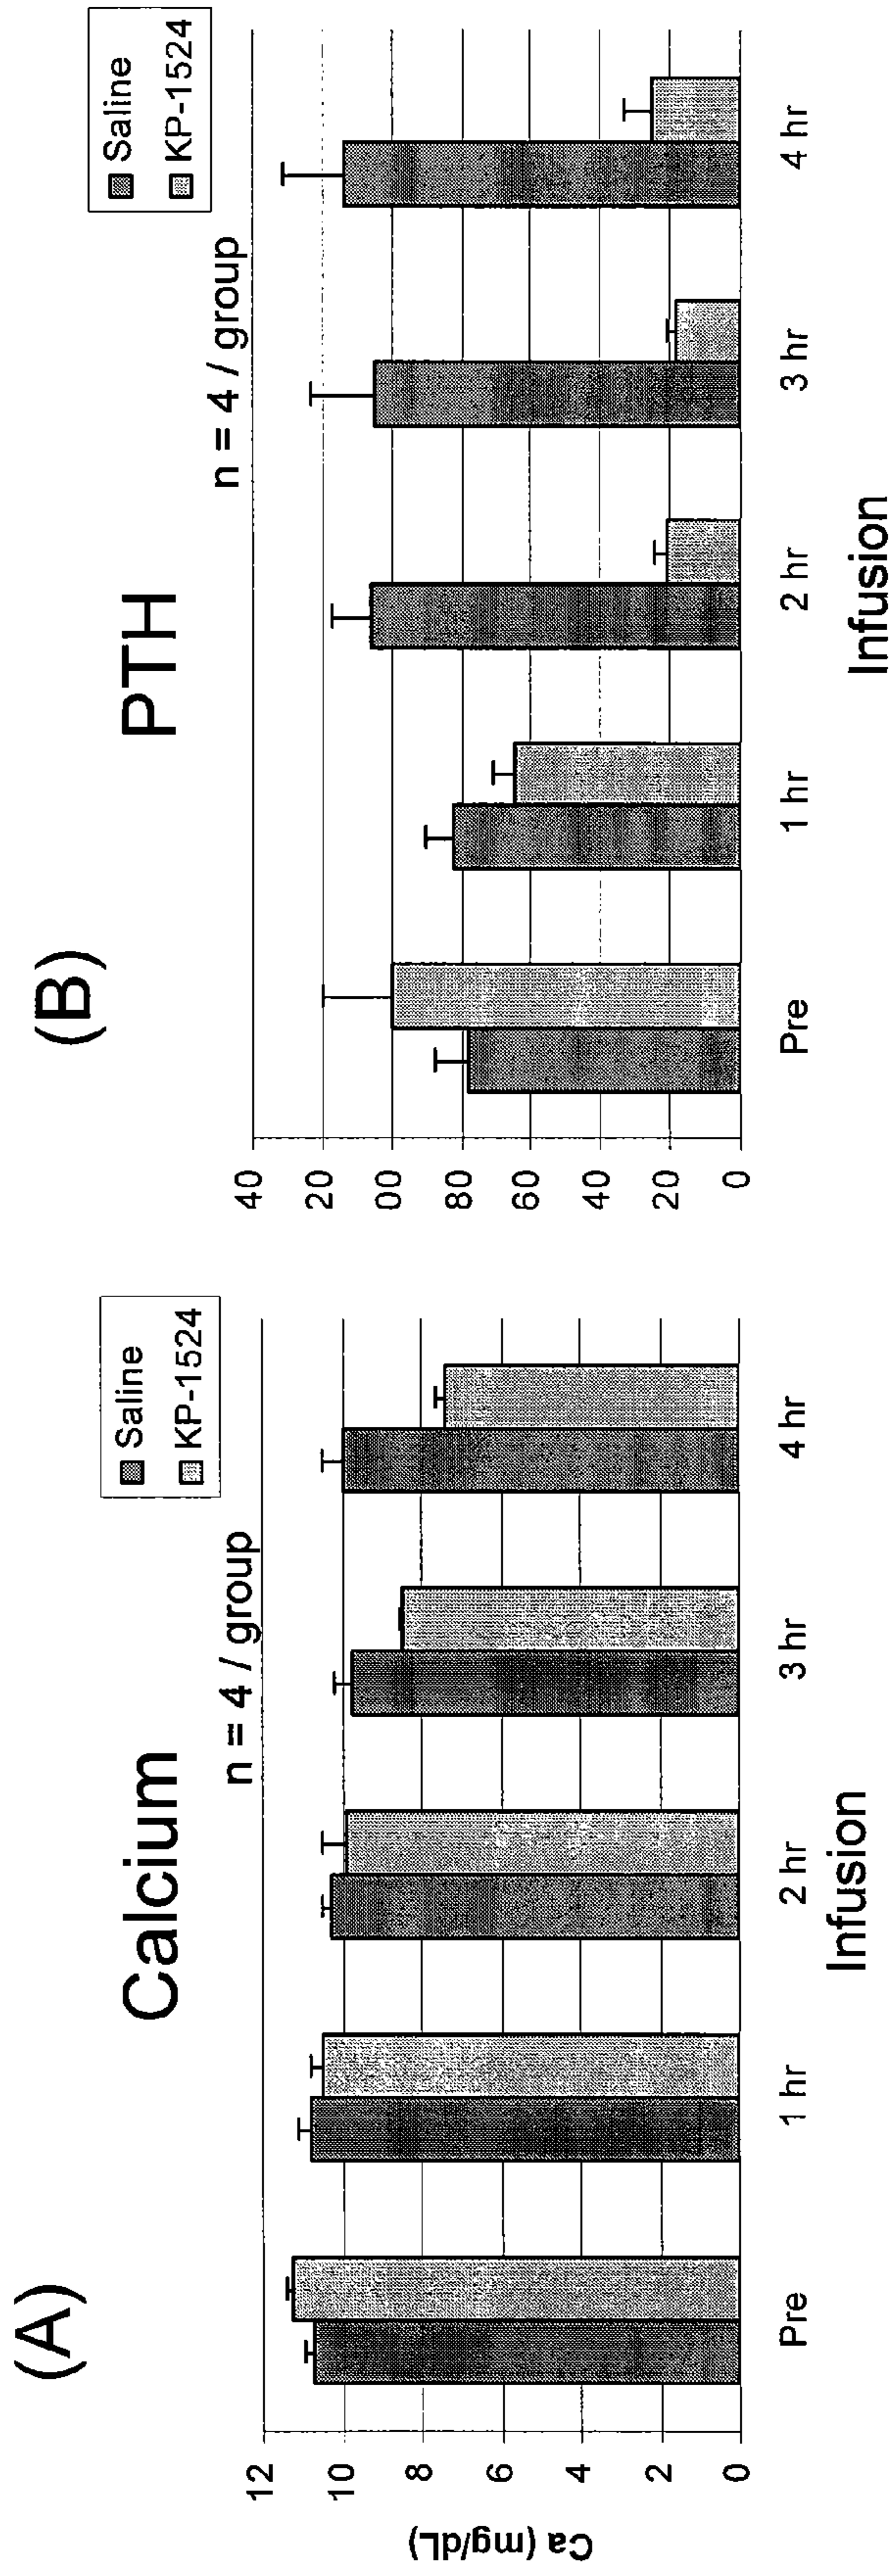 (A)
Calcium
n = 4 / group
Saline
KP-1524
Ca (mg/dL)
12
10
8
6
4
2
0
Pre 1 hr 2 hr 3 hr 4 hr
Infusion
(B)
PTH
n = 4 / group
Saline
KP-1524
40
20
00
80
60
40
20
0
Pre 1 hr 2 hr 3 hr 4 hr
Infusion